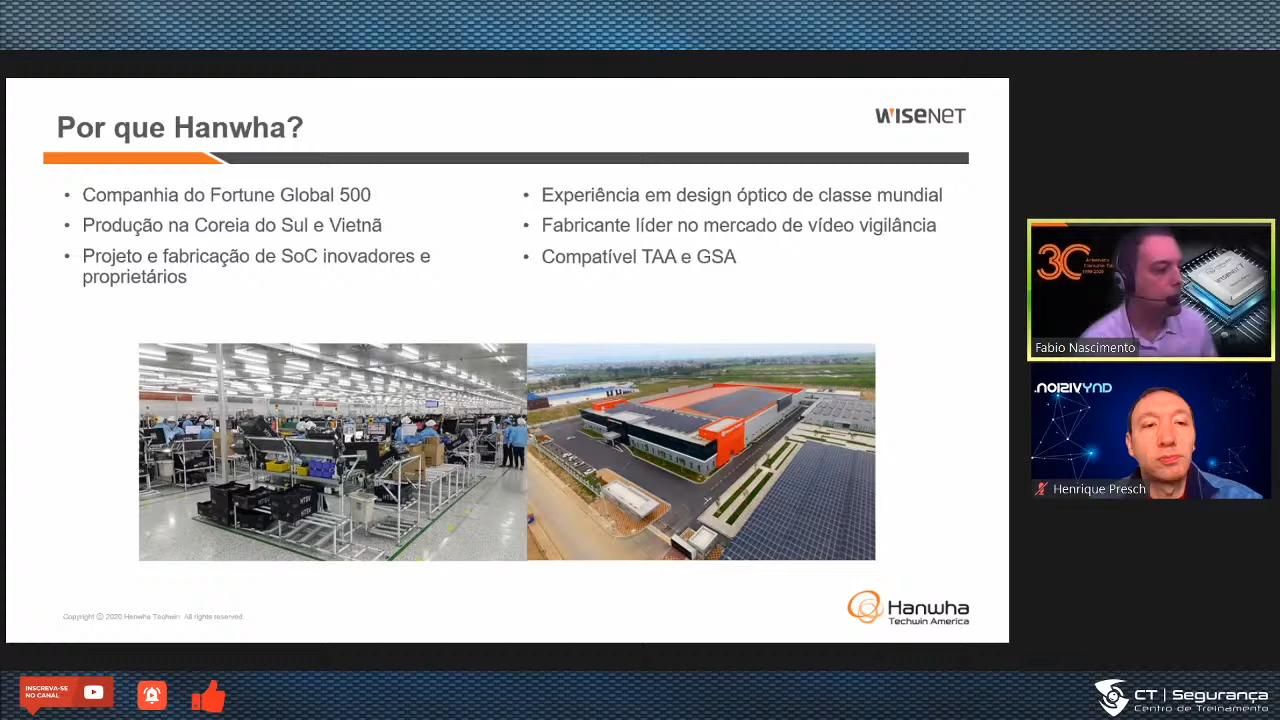 Por que Hanwha?
WISENET
• Companhia do Fortune Global 500
• Produção na Coreia do Sul e Vietnã
• Projeto e fabricação de SoC inovadores e
proprietários
• Experiência em design óptico de classe mundial
• Fabricante líder no mercado de vídeo vigilância
• Compatível TAA e GSA
Copyright ⓒ 2020 Hanwha Techwin. All rights reserved.
Hanwha
Techwin America
Fabio Nascimento
DNYVISION.
Henrique Presch
INSCREVA-SE
NO CANAL
CT | Segurança
Centro de Treinamento